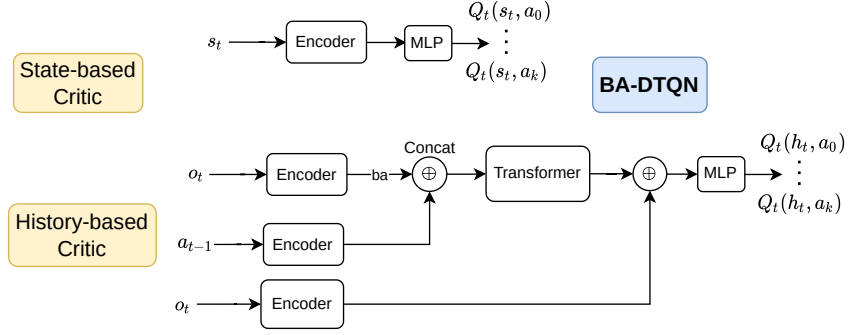 State-based
Critic
s_t
Encoder
MLP
Q_t(s_t, a_0)
⋮
Q_t(s_t, a_k)
BA-DTQN
History-based
Critic
o_t
Encoder
ba
Concat
⊕
Transformer
⊕
MLP
Q_t(h_t, a_0)
⋮
Q_t(h_t, a_k)
a_{t-1}
Encoder
o_t
Encoder